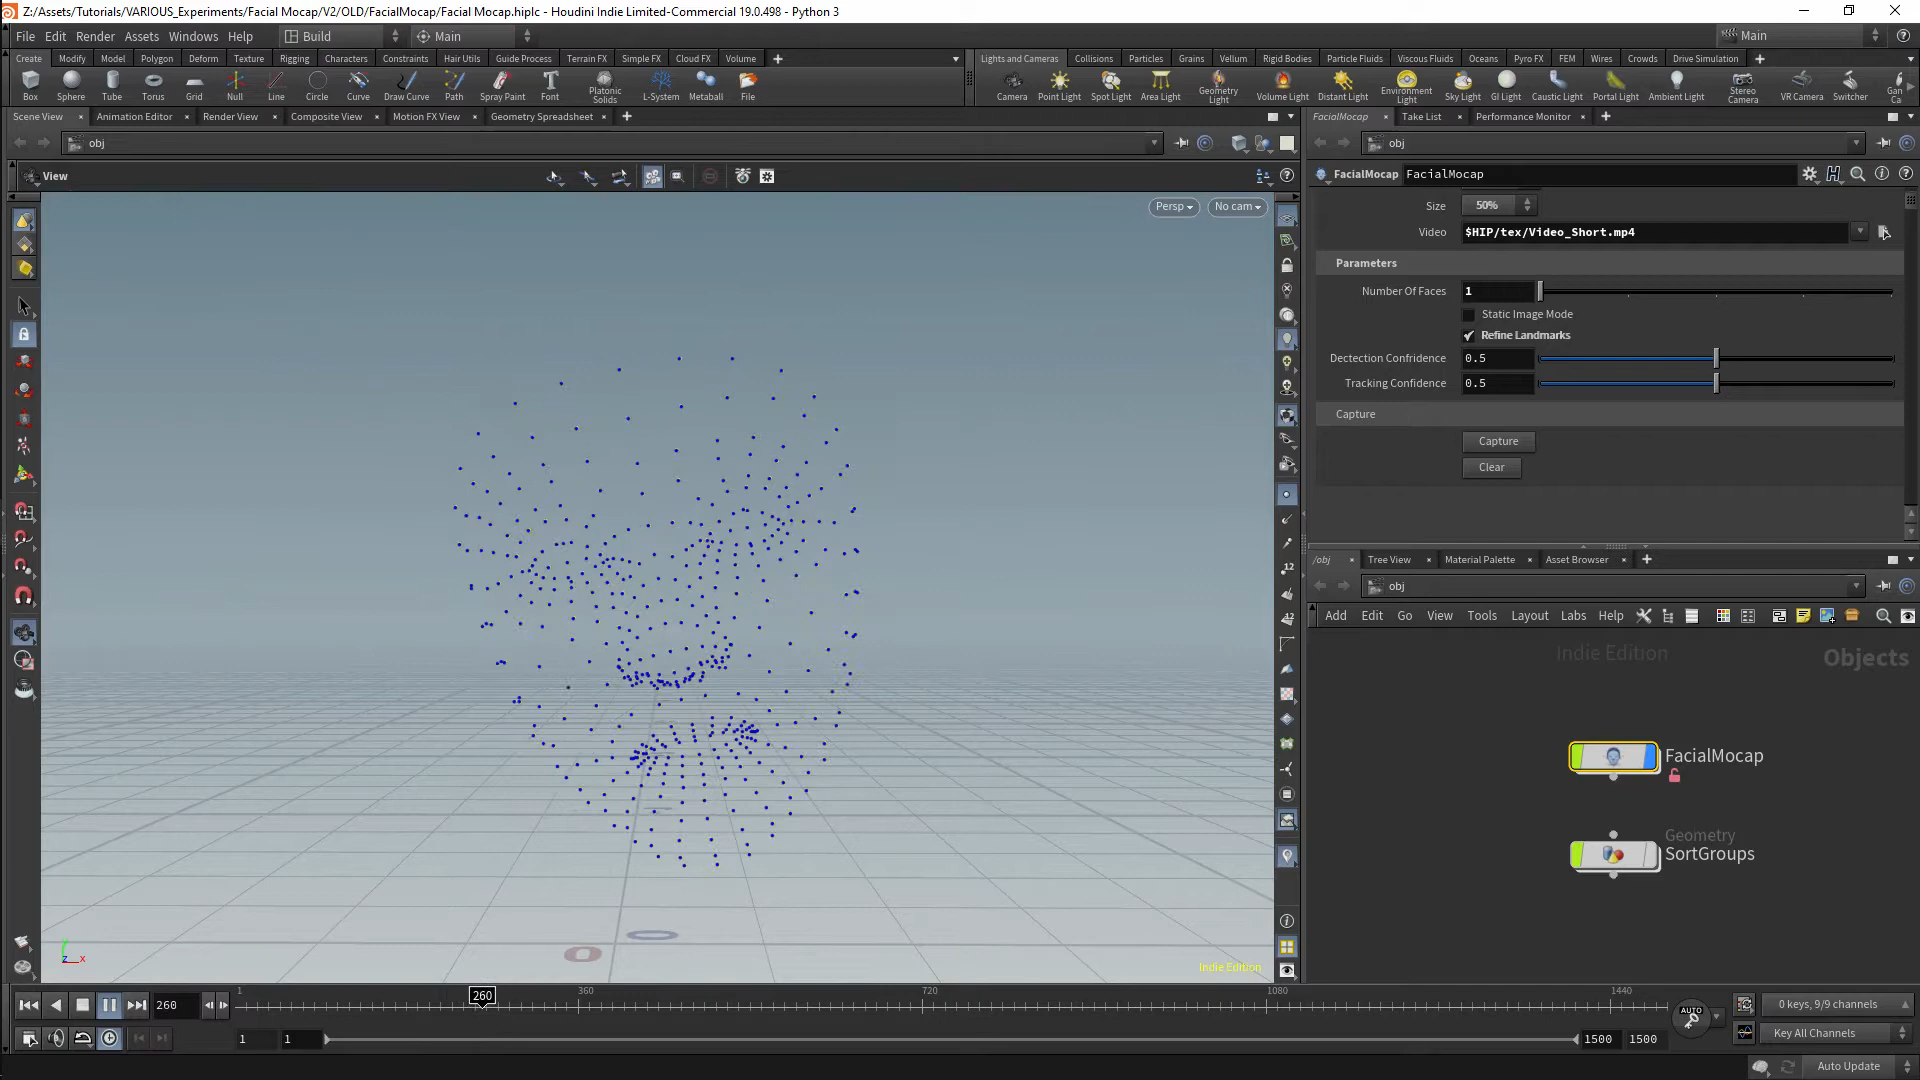 Z:/Assets/Tutorials/VARIOUS_Experiments/Facial Mocap/V2/OLD/FacialMocap/Facial Mocap.hiplc - Houdini Indie Limited-Commercial 19.0.498 - Python 3
File Edit Render Assets Windows Help Build Main Main
Create Modify Model Polygon Deform Texture Rigging Characters Constraints Hair Utils Guide Process Terrain FX Simple FX Cloud FX Volume
Lights and Cameras Collisions Particles Grains Vellum Rigid Bodies Particle Fluids Viscous Fluids Oceans Pyro FX FEM Wires Crowds Drive Simulation
Box Sphere Tube Torus Grid Null Line Circle Curve Draw Curve Path Spray Paint Font Platonic Solids L-System Metaball File
Camera Point Light Spot Light Area Light Geometry Light Volume Light Distant Light Environment Light Sky Light GI Light Caustic Light Portal Light Ambient Light Stereo Camera VR Camera Switcher Gan Ca
Scene View Animation Editor Render View Composite View Motion FX View Geometry Spreadsheet
FacialMocap Take List Performance Monitor
obj
obj
View
FacialMocap FacialMocap
Persp No cam
Size 50%
Video $HIP/tex/Video_Short.mp4
Parameters
Number Of Faces 1
Static Image Mode
Refine Landmarks
Dectection Confridence 0.5
Tracking Confidence 0.5
Capture
Capture
Clear
/obj Tree View Material Palette Asset Browser
obj
Add Edit Go View Tools Layout Labs Help
Indie Edition
Objects
FacialMocap
Geometry
SortGroups
y
z x
Indie Edition
260
1 260 360 720 1080 1440
AUTO
0 keys, 9/9 channels
1 1 1500 1500
Key All Channels
Auto Update